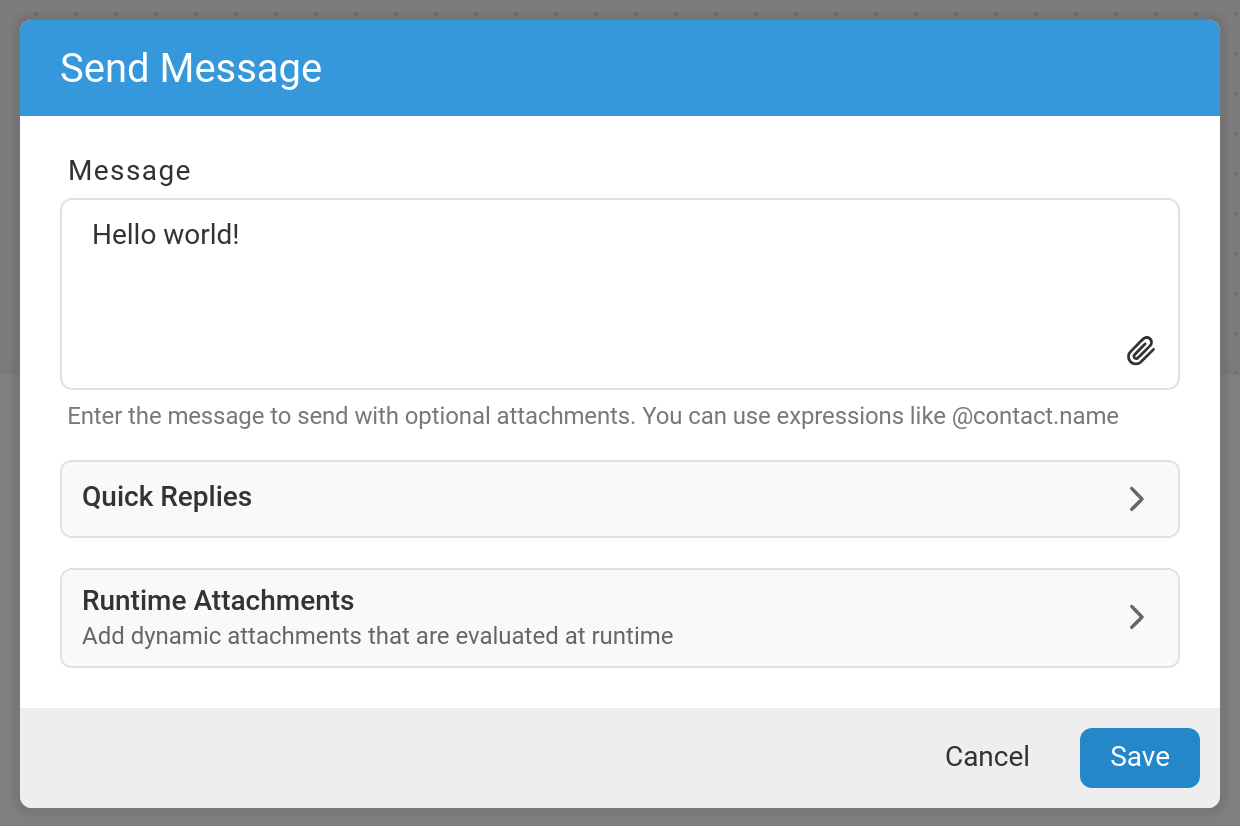 Send Message
Message
Hello world!
Enter the message to send with optional attachments. You can use expressions like @contact.name
Quick Replies
Runtime Attachments
Add dynamic attachments that are evaluated at runtime
Cancel
Save